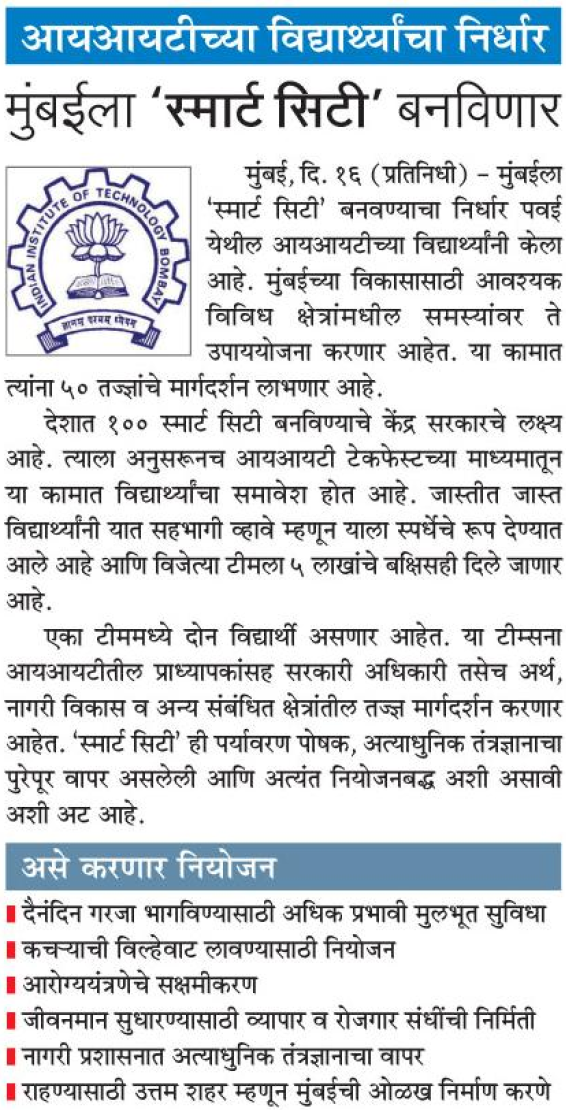 आयआयटीच्या विद्यार्थ्यांचा निर्धार
मुंबईला ‘स्मार्ट सिटी’ बनविणार
INDIAN INSTITUTE OF TECHNOLOGY BOMBAY
ज्ञानम् परमम् ध्येयम्
मुंबई, दि. १६ (प्रतिनिधी) – मुंबईला
‘स्मार्ट सिटी’ बनवण्याचा निर्धार पवई
येथील आयआयटीच्या विद्यार्थ्यांनी केला
आहे. मुंबईच्या विकासासाठी आवश्यक
विविध क्षेत्रांमधील समस्यांवर ते
उपाययोजना करणार आहेत. या कामात
त्यांना ५० तज्ज्ञांचे मार्गदर्शन लाभणार आहे.
देशात १०० स्मार्ट सिटी बनविण्याचे केंद्र सरकारचे लक्ष्य
आहे. त्याला अनुसरूनच आयआयटी टेकफेस्टच्या माध्यमातून
या कामात विद्यार्थ्यांचा समावेश होत आहे. जास्तीत जास्त
विद्यार्थ्यांनी यात सहभागी व्हावे म्हणून याला स्पर्धेचे रूप देण्यात
आले आहे आणि विजेत्या टीमला ५ लाखांचे बक्षिसही दिले जाणार
आहे.
एका टीममध्ये दोन विद्यार्थी असणार आहेत. या टीम्सना
आयआयटीतील प्राध्यापकांसह सरकारी अधिकारी तसेच अर्थ,
नागरी विकास व अन्य संबंधित क्षेत्रांतील तज्ज्ञ मार्गदर्शन करणार
आहेत. ‘स्मार्ट सिटी’ ही पर्यावरण पोषक, अत्याधुनिक तंत्रज्ञानाचा
पुरेपूर वापर असलेली आणि अत्यंत नियोजनबद्ध अशी असावी
अशी अट आहे.
असे करणार नियोजन
दैनंदिन गरजा भागविण्यासाठी अधिक प्रभावी मुलभूत सुविधा
कचऱ्याची विल्हेवाट लावण्यासाठी नियोजन
आरोग्ययंत्रणेचे सक्षमीकरण
जीवनमान सुधारण्यासाठी व्यापार व रोजगार संधींची निर्मिती
नागरी प्रशासनात अत्याधुनिक तंत्रज्ञानाचा वापर
राहण्यासाठी उत्तम शहर म्हणून मुंबईची ओळख निर्माण करणे